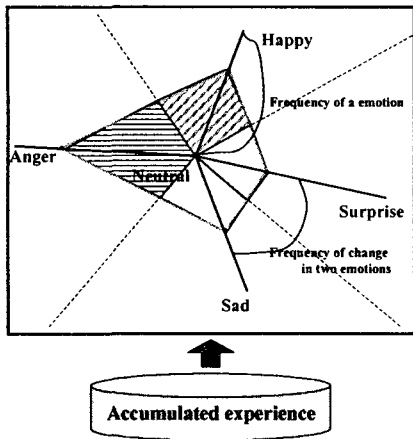 Happy
Frequency of a emotion
Anger
Neutral
Surprise
Frequency of change
in two emotions
Sad
Accumulated experience